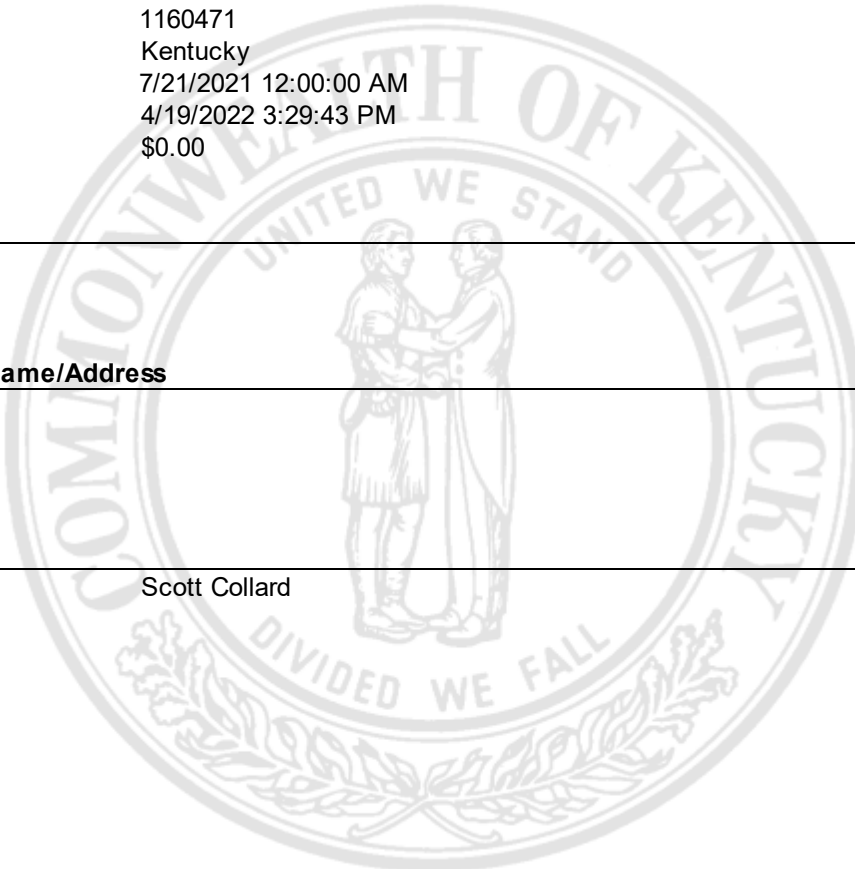 1160471
Kentucky
7/21/2021 12:00:00 AM
4/19/2022 3:29:43 PM
$0.00
COMMONWEALTH OF KENTUCKY
UNITED WE STAND
ame/Address
Scott Collard
DIVIDED WE FALL